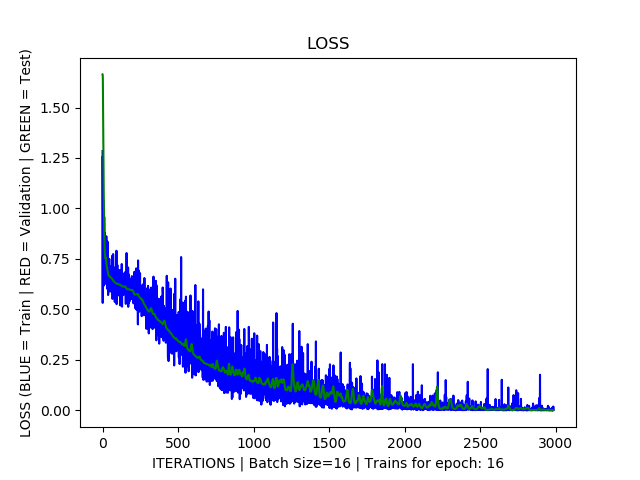 LOSS
LOSS (BLUE = Train | RED = Validation | GREEN = Test)
1.50
1.25
1.00
0.75
0.50
0.25
0.00
0 500 1000 1500 2000 2500 3000
ITERATIONS | Batch Size=16 | Trains for epoch: 16